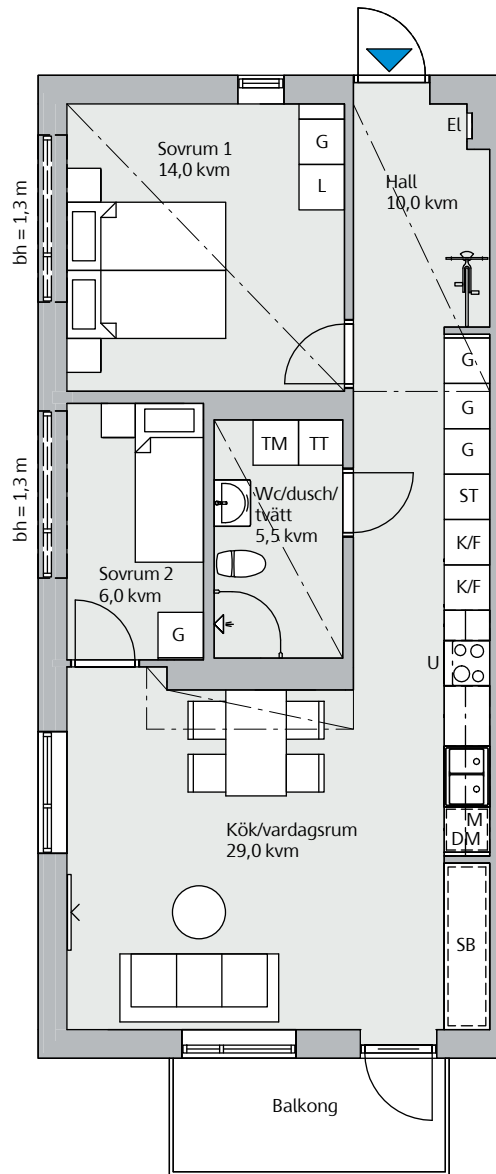 El
Sovrum 1
14,0 kvm
G
L
Hall
10,0 kvm
bh = 1,3 m
G
G
G
ST
K/F
K/F
TM
TT
Wc/dusch/
tvätt
5,5 kvm
bh = 1,3 m
Sovrum 2
6,0 kvm
G
U
M
DM
Kök/vardagsrum
29,0 kvm
SB
Balkong